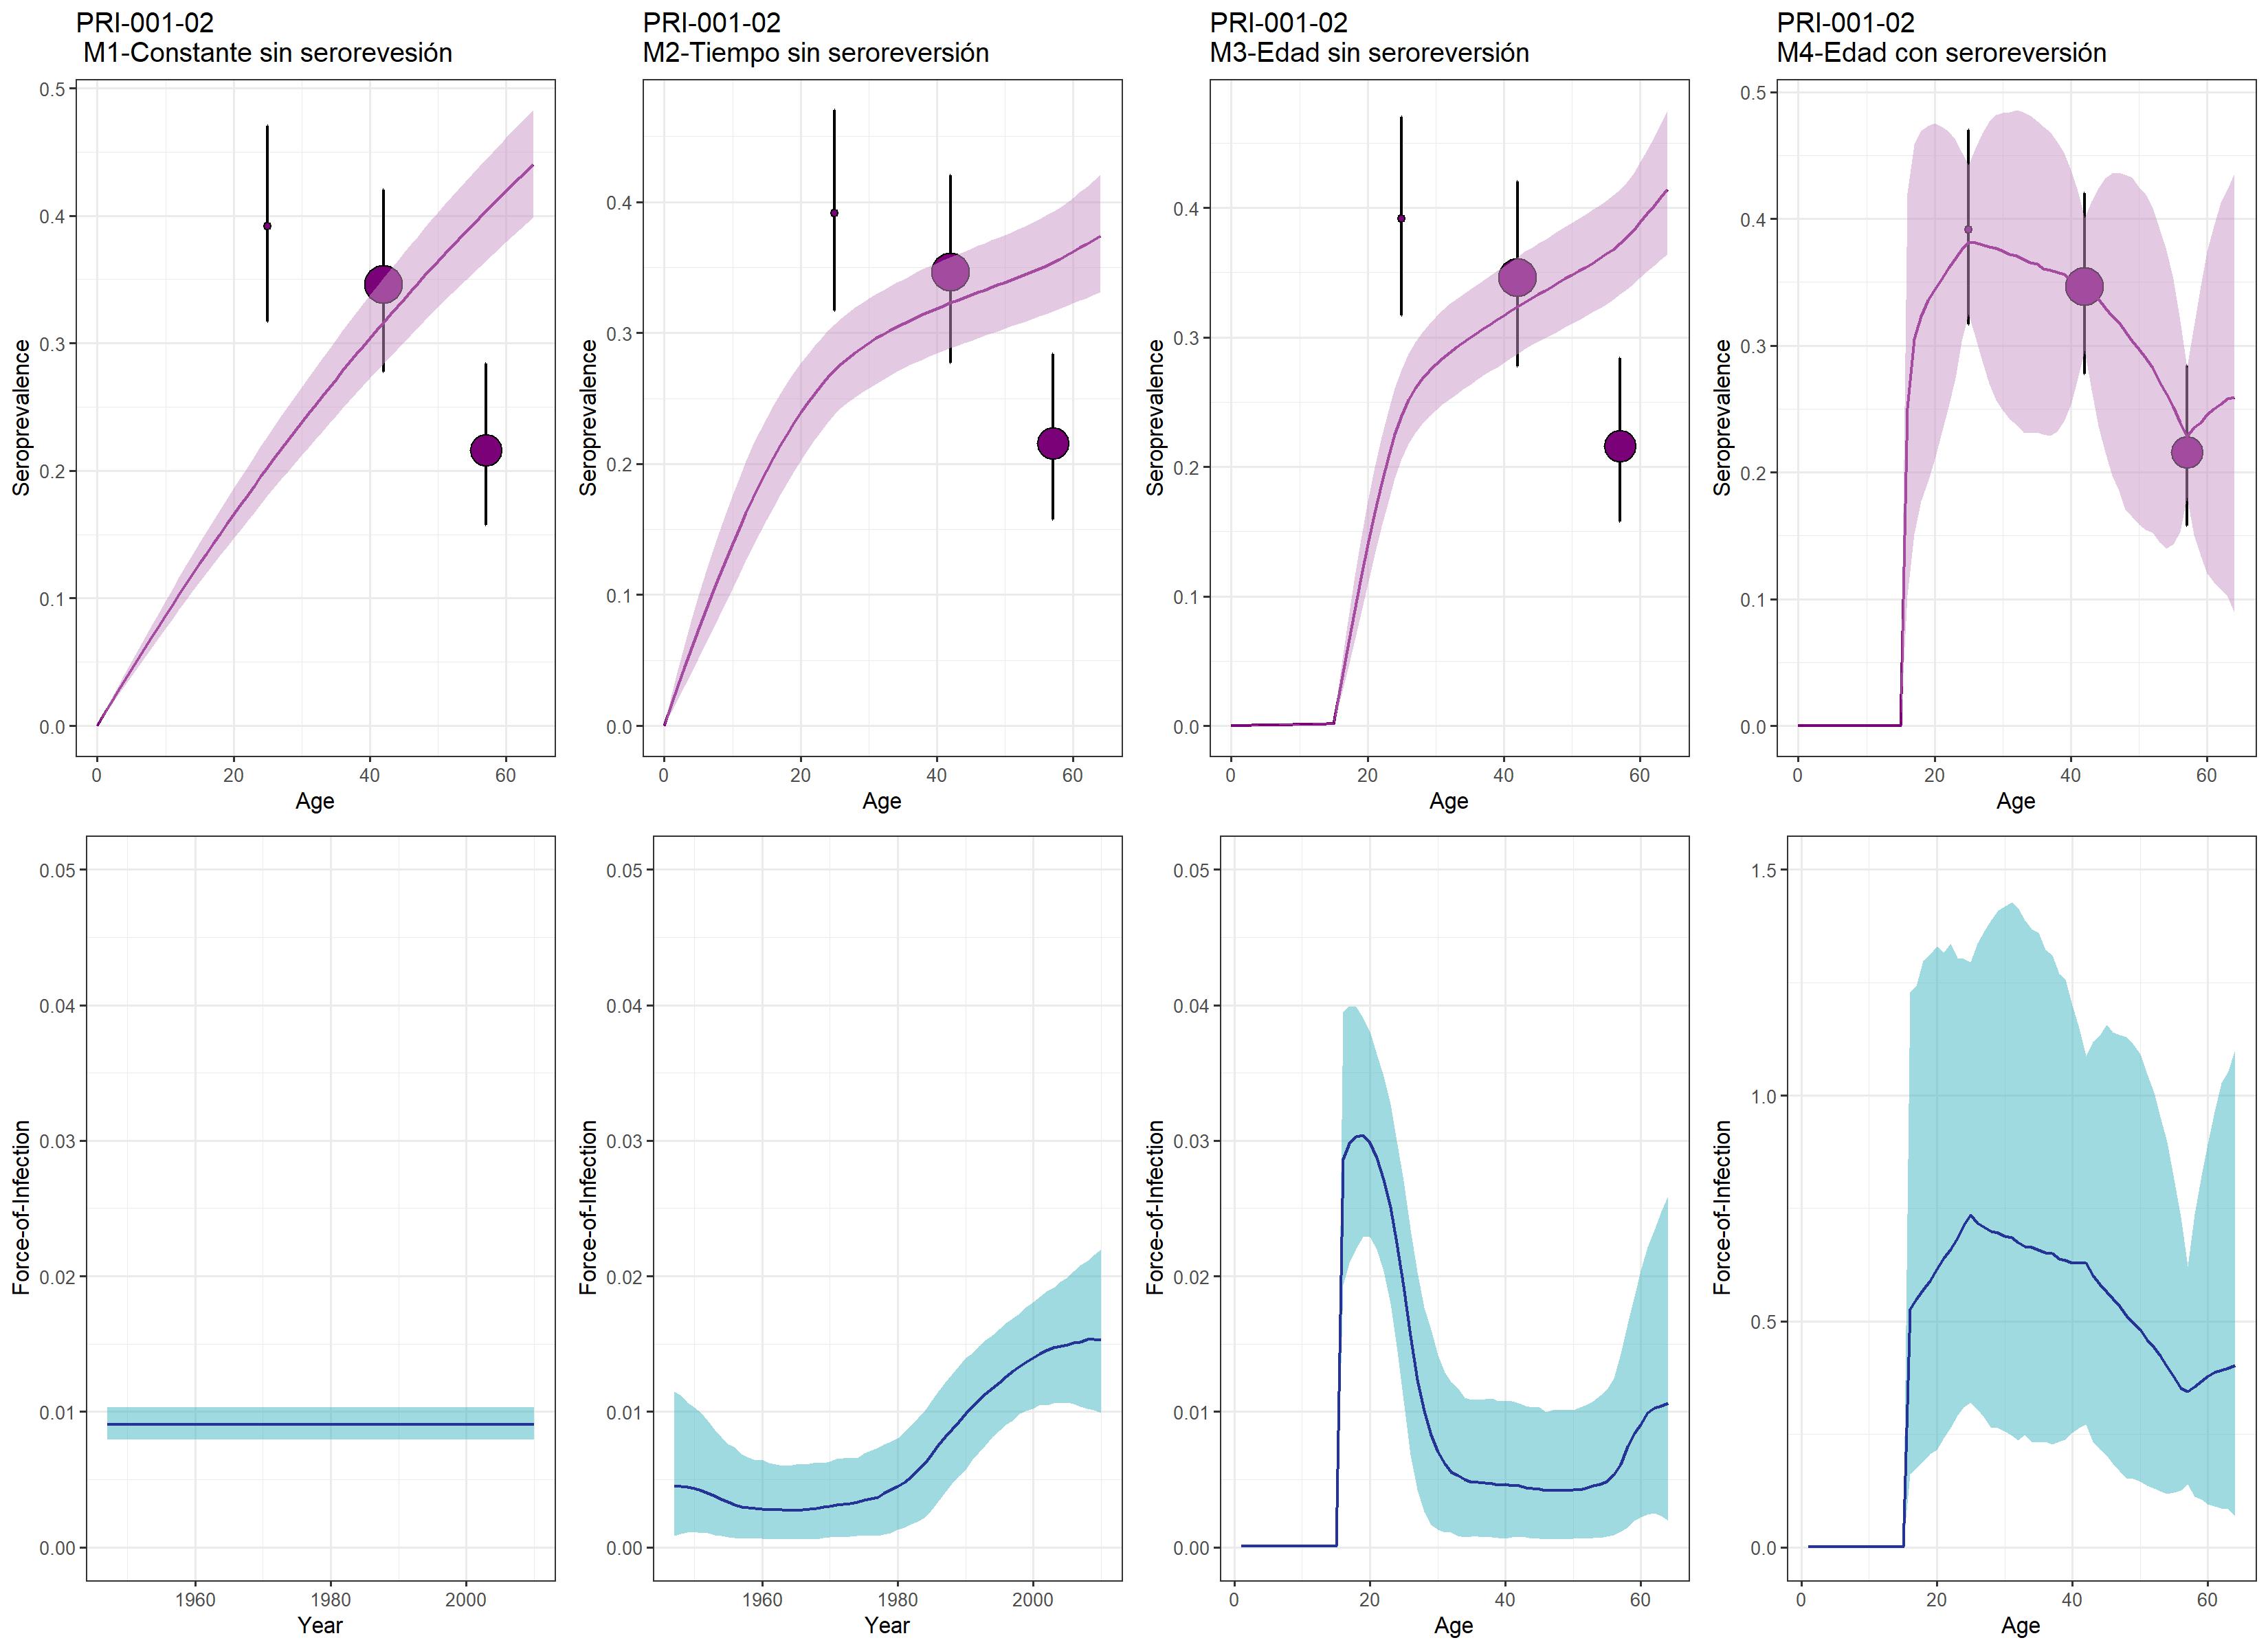 PRI-001-02
M1-Constante sin serorevesión
PRI-001-02
M2-Tiempo sin seroreversión
PRI-001-02
M3-Edad sin seroreversión
PRI-001-02
M4-Edad con seroreversión
Seroprevalence
0.5
0.4
0.3
0.2
0.1
0.0
0 20 40 60
Age
Seroprevalence
0.4
0.3
0.2
0.1
0.0
0 20 40 60
Age
Seroprevalence
0.4
0.3
0.2
0.1
0.0
0 20 40 60
Age
Seroprevalence
0.5
0.4
0.3
0.2
0.1
0.0
0 20 40 60
Age
Force-of-Infection
0.05
0.04
0.03
0.02
0.01
0.00
1960 1980 2000
Year
Force-of-Infection
0.05
0.04
0.03
0.02
0.01
0.00
1960 1980 2000
Year
Force-of-Infection
0.05
0.04
0.03
0.02
0.01
0.00
0 20 40 60
Age
Force-of-Infection
1.5
1.0
0.5
0.0
0 20 40 60
Age